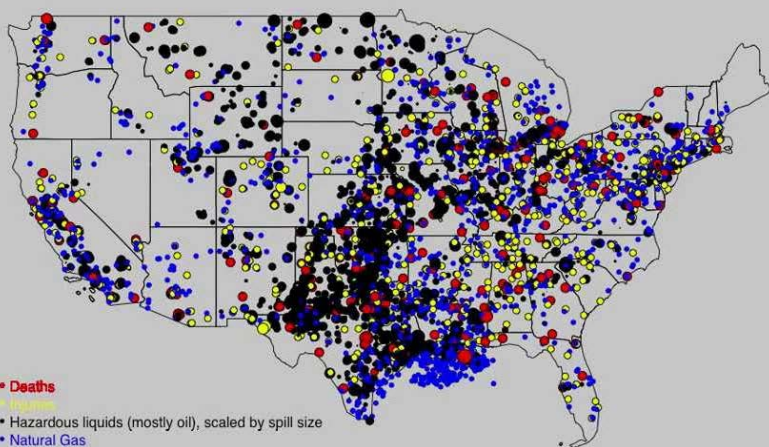 • Deaths
• Injuries
• Hazardous liquids (mostly oil), scaled by spill size
• Natural Gas